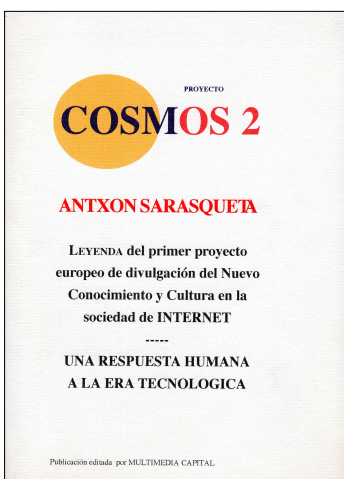 PROYECTO
COSMOS 2
ANTXON SARASQUETA
LEYENDA del primer proyecto
europeo de divulgación del Nuevo
Conocimiento y Cultura en la
sociedad de INTERNET
-----
UNA RESPUESTA HUMANA
A LA ERA TECNOLOGICA
Publicación editada por MULTIMEDIA CAPITAL